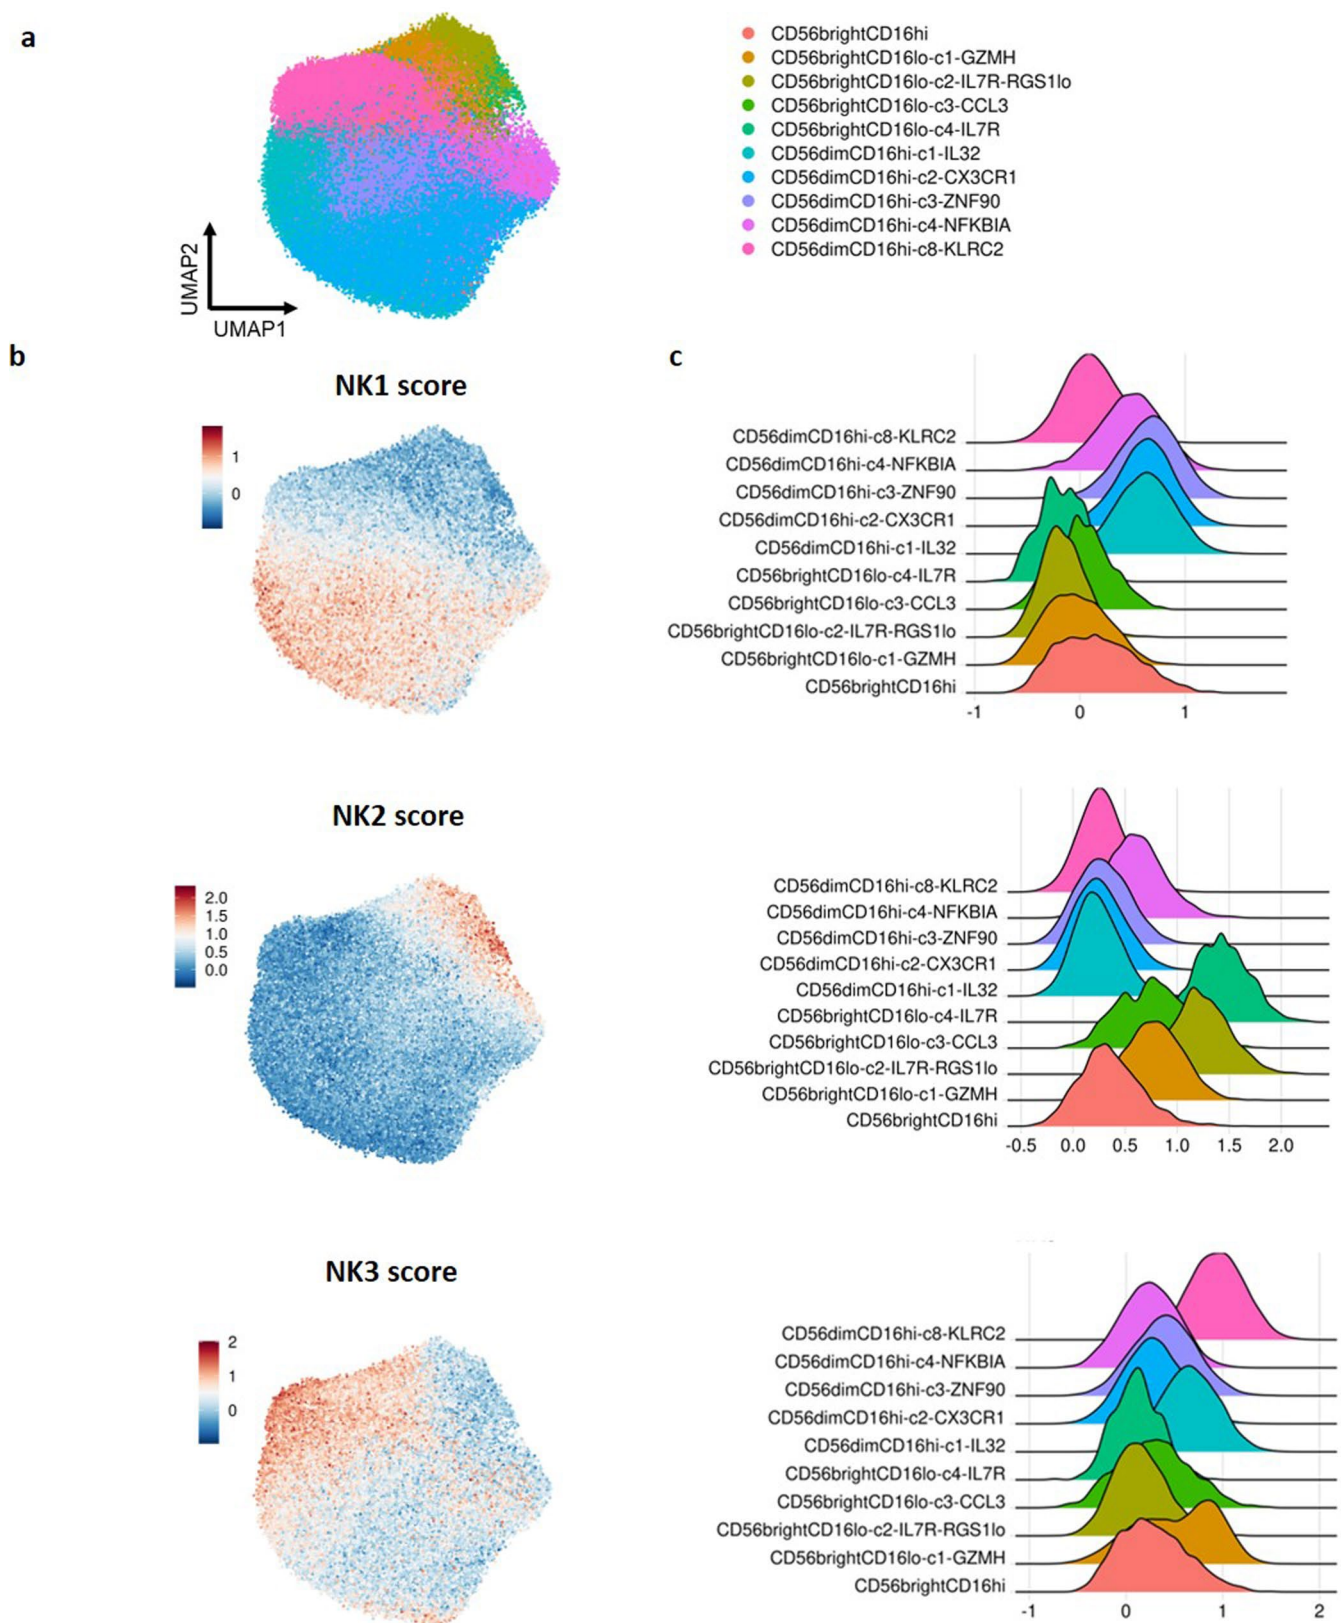 a
CD56brightCD16hi
CD56brightCD16lo-c1-GZMH
CD56brightCD16lo-c2-IL7R-RGS1lo
CD56brightCD16lo-c3-CCL3
CD56brightCD16lo-c4-IL7R
CD56dimCD16hi-c1-IL32
CD56dimCD16hi-c2-CX3CR1
CD56dimCD16hi-c3-ZNF90
CD56dimCD16hi-c4-NFKBIA
CD56dimCD16hi-c8-KLRC2
UMAP2
UMAP1
b
NK1 score
1
0
c
CD56dimCD16hi-c8-KLRC2
CD56dimCD16hi-c4-NFKBIA
CD56dimCD16hi-c3-ZNF90
CD56dimCD16hi-c2-CX3CR1
CD56dimCD16hi-c1-IL32
CD56brightCD16lo-c4-IL7R
CD56brightCD16lo-c3-CCL3
CD56brightCD16lo-c2-IL7R-RGS1lo
CD56brightCD16lo-c1-GZMH
CD56brightCD16hi
-1 0 1
NK2 score
2.0
1.5
1.0
0.5
0.0
CD56dimCD16hi-c8-KLRC2
CD56dimCD16hi-c4-NFKBIA
CD56dimCD16hi-c3-ZNF90
CD56dimCD16hi-c2-CX3CR1
CD56dimCD16hi-c1-IL32
CD56brightCD16lo-c4-IL7R
CD56brightCD16lo-c3-CCL3
CD56brightCD16lo-c2-IL7R-RGS1lo
CD56brightCD16lo-c1-GZMH
CD56brightCD16hi
-0.5 0.0 0.5 1.0 1.5 2.0
NK3 score
2
1
0
CD56dimCD16hi-c8-KLRC2
CD56dimCD16hi-c4-NFKBIA
CD56dimCD16hi-c3-ZNF90
CD56dimCD16hi-c2-CX3CR1
CD56dimCD16hi-c1-IL32
CD56brightCD16lo-c4-IL7R
CD56brightCD16lo-c3-CCL3
CD56brightCD16lo-c2-IL7R-RGS1lo
CD56brightCD16lo-c1-GZMH
CD56brightCD16hi
-1 0 1 2